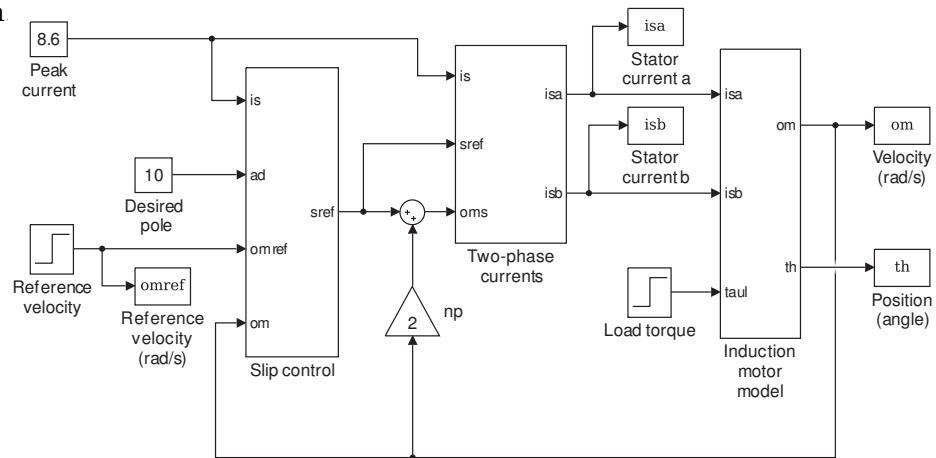 n
8.6
Peak
current
is
ad
omref
om
sref
Slip control
10
Desired
pole
Reference
velocity
omref
Reference
velocity
(rad/s)
+
+
2
np
is
sref
oms
isa
isb
Two-phase
currents
isa
Stator
current a
isb
Stator
current b
Load torque
isa
isb
taul
om
th
Induction
motor
model
om
Velocity
(rad/s)
th
Position
(angle)